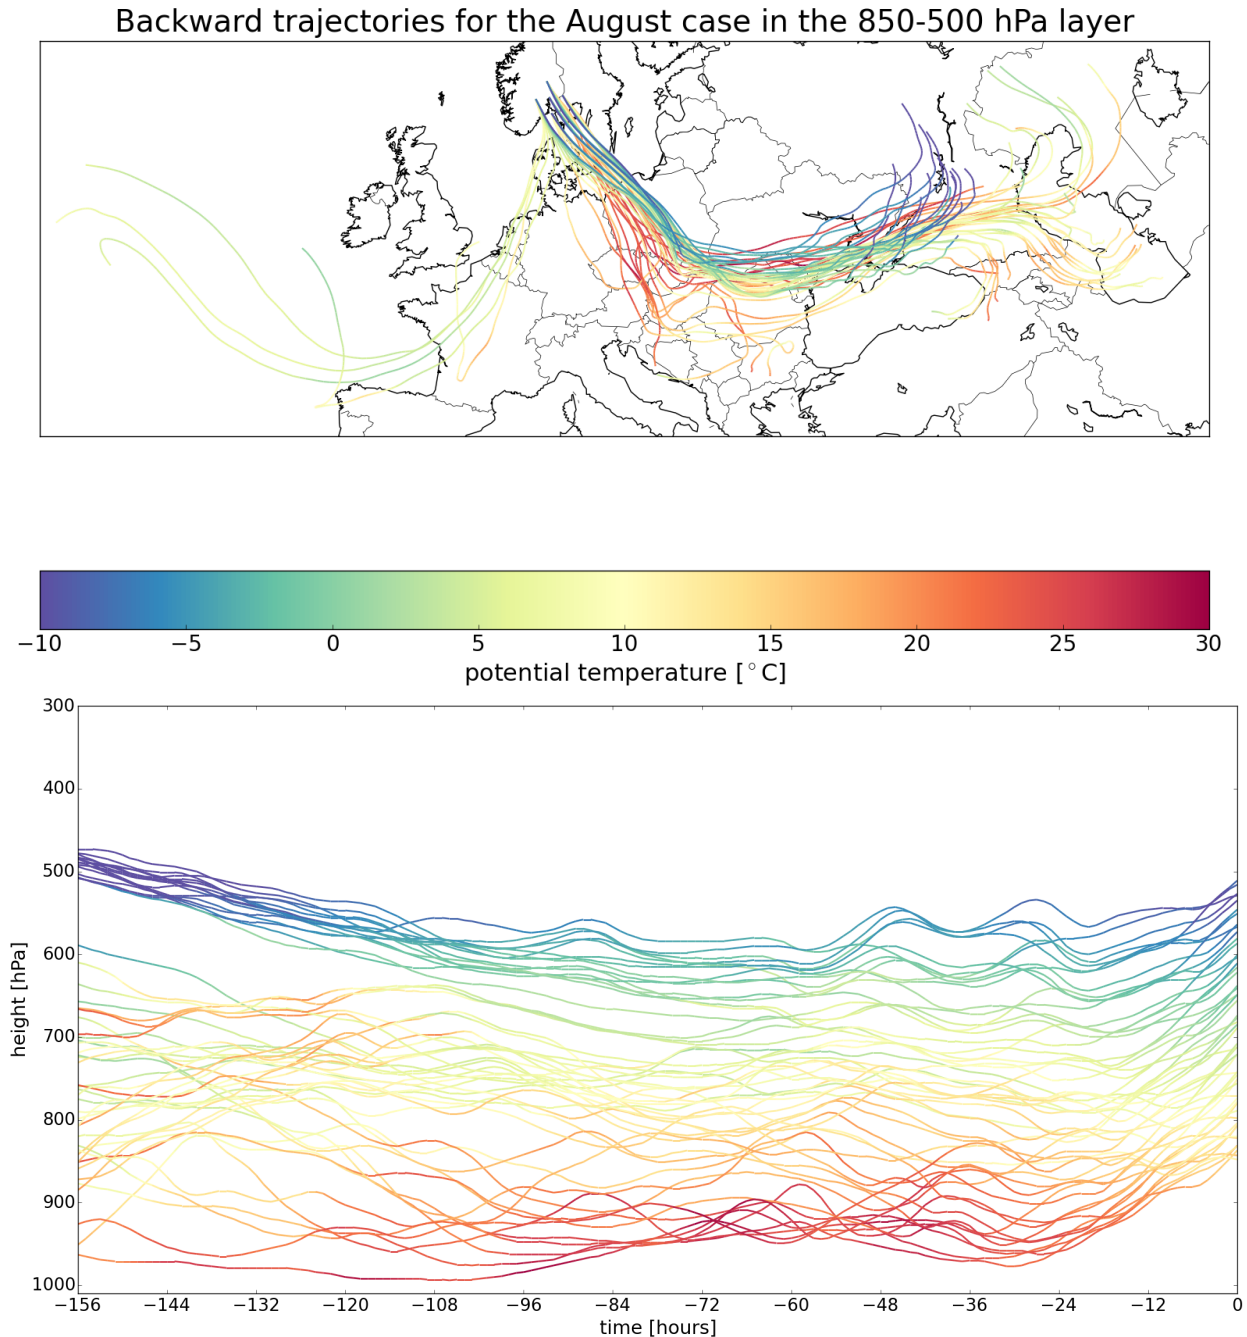 Backward trajectories for the August case in the 850-500 hPa layer
−10 −5 0 5 10 15 20 25 30
potential temperature [°C]
300
400
500
600
700
800
900
1000
height [hPa]
−156 −144 −132 −120 −108 −96 −84 −72 −60 −48 −36 −24 −12 0
time [hours]